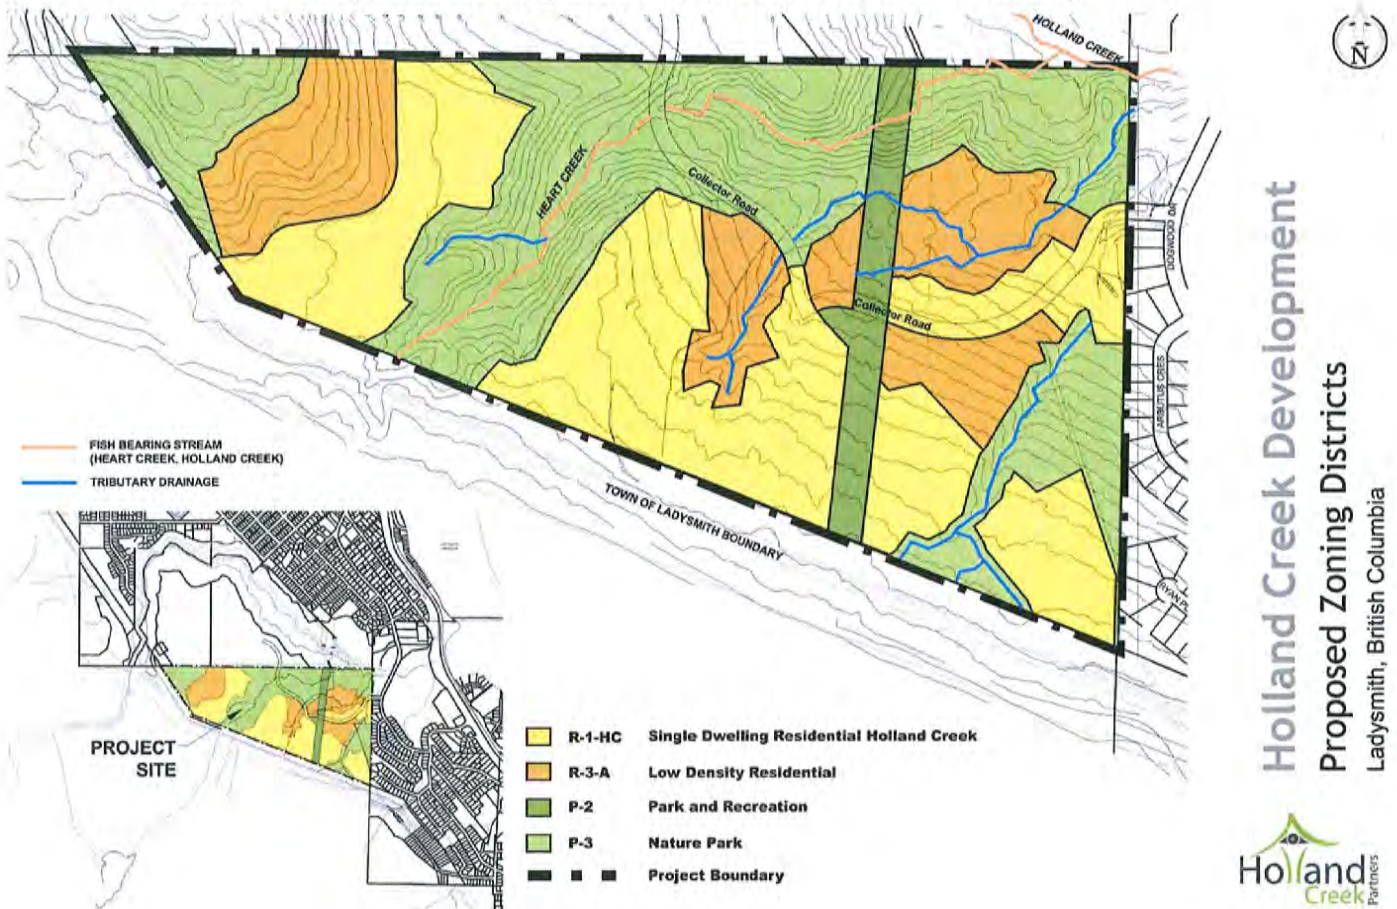 HOLLAND CREEK
N
HEART CREEK
Collector Road
Collector Road
DOGWOOD DR
ARBUTUS CRES
TOWN OF LADYSMITH BOUNDARY
FISH BEARING STREAM
(HEART CREEK, HOLLAND CREEK)
TRIBUTARY DRAINAGE
PROJECT
SITE
R-1-HC Single Dwelling Residential Holland Creek
R-3-A Low Density Residential
P-2 Park and Recreation
P-3 Nature Park
Project Boundary
Holland Creek Development
Proposed Zoning Districts
Ladysmith, British Columbia
Holland
Creek
Partners